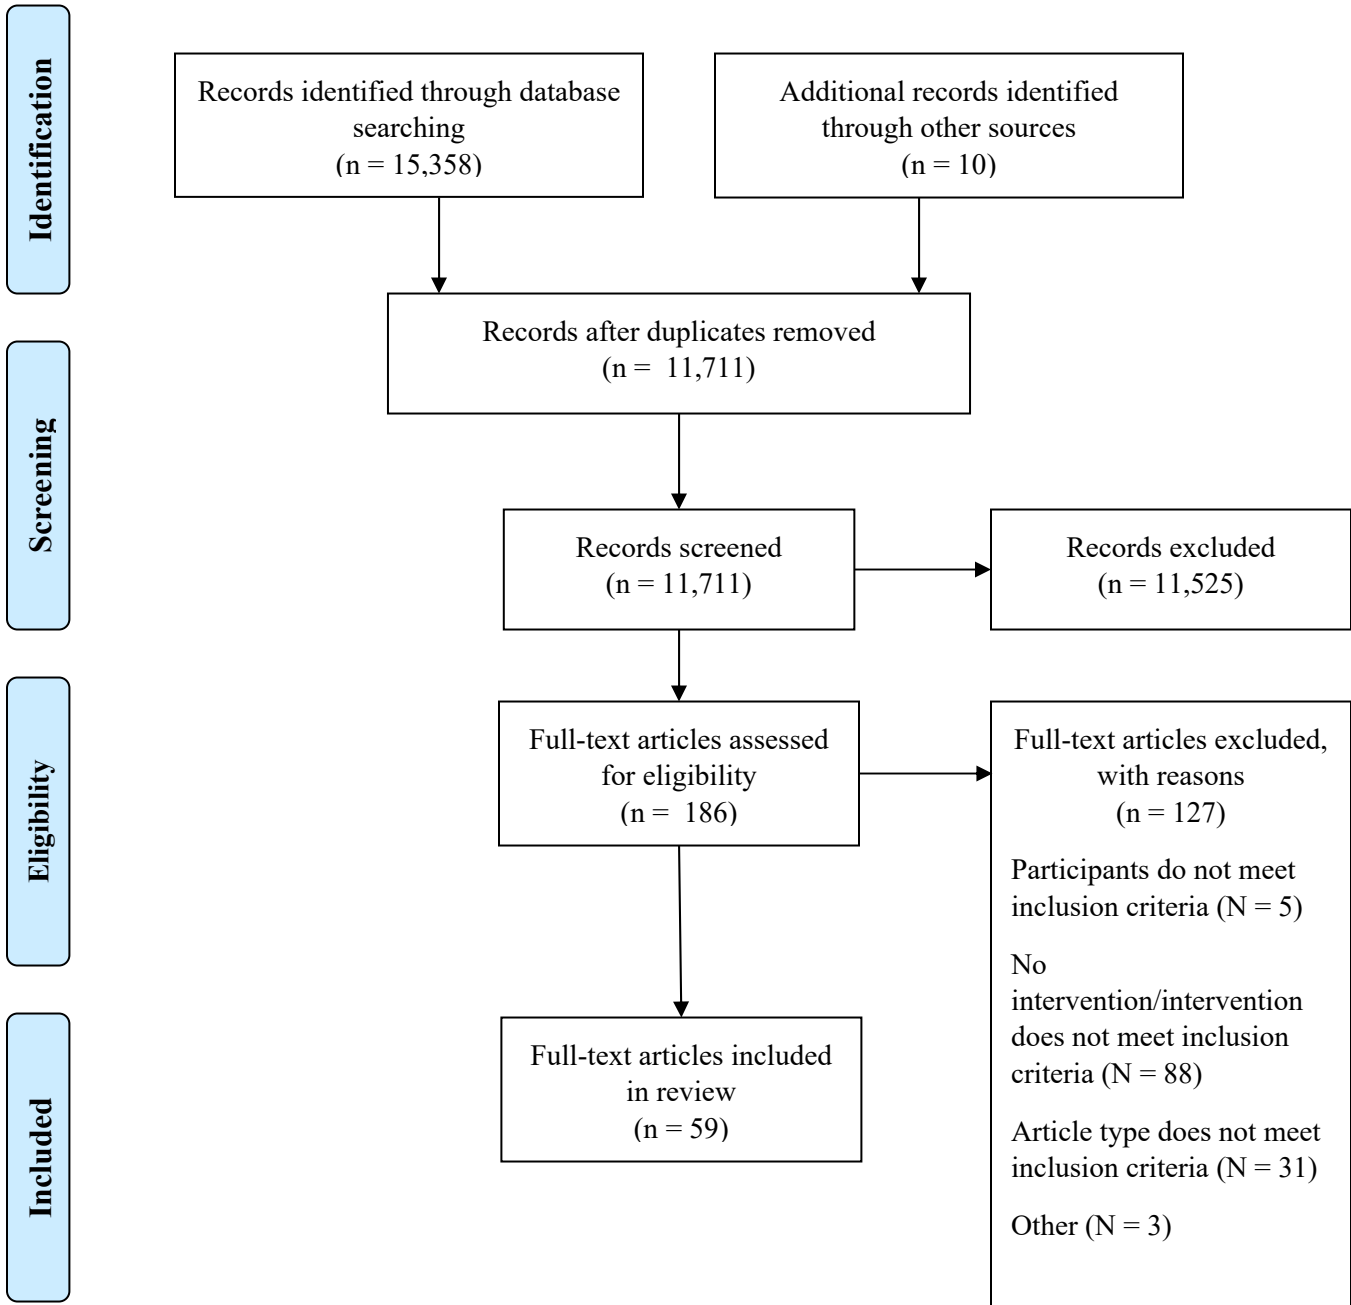 Identification
Records identified through database
searching
(n = 15,358)
Additional records identified
through other sources
(n = 10)
Records after duplicates removed
(n =  11,711)
Screening
Records screened
(n = 11,711)
Records excluded
(n = 11,525)
Eligibility
Full-text articles assessed
for eligibility
(n =  186)
Full-text articles excluded,
with reasons
(n = 127)
Participants do not meet
inclusion criteria (N = 5)
No
intervention/intervention
does not meet inclusion
criteria (N = 88)
Article type does not meet
inclusion criteria (N = 31)
Other (N = 3)
Included
Full-text articles included
in review
(n = 59)